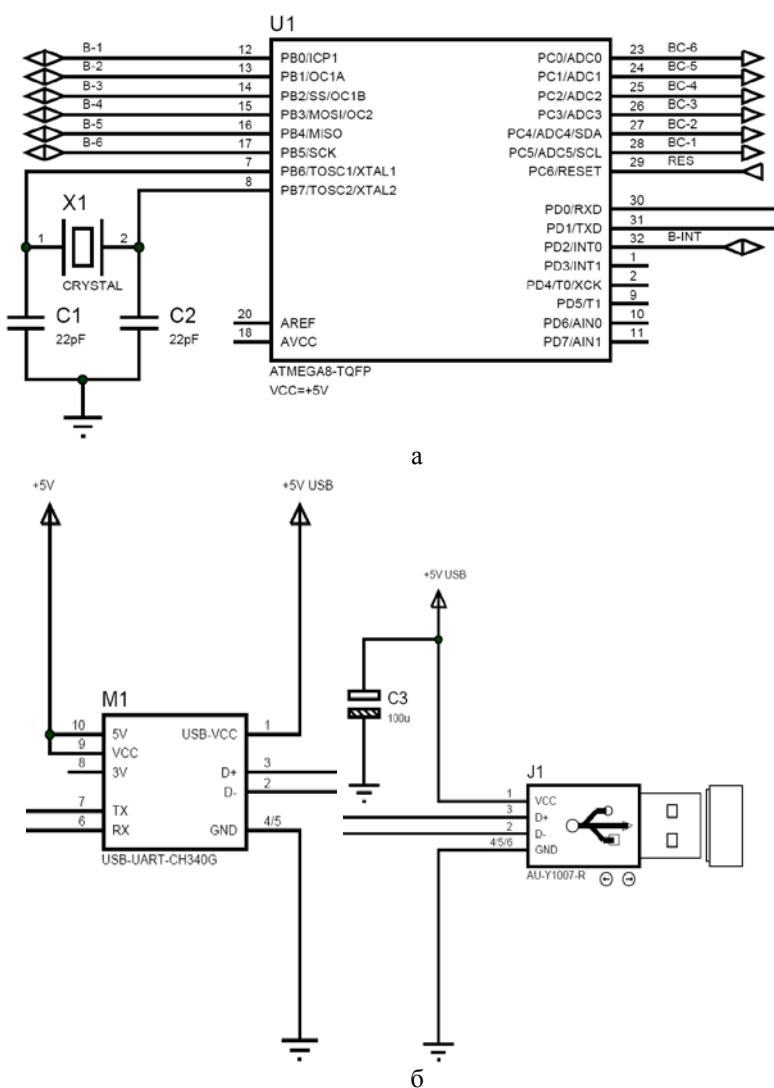 U1
B-1 12 PB0/ICP1 PC0/ADC0 23 BC-6
B-2 13 PB1/OC1A PC1/ADC1 24 BC-5
B-3 14 PB2/SS/OC1B PC2/ADC2 25 BC-4
B-4 15 PB3/MOSI/OC2 PC3/ADC3 26 BC-3
B-5 16 PB4/MISO PC4/ADC4/SDA 27 BC-2
B-6 17 PB5/SCK PC5/ADC5/SCL 28 BC-1
7 PB6/TOSC1/XTAL1 PC6/RESET 29 RES
8 PB7/TOSC2/XTAL2
X1
PD0/RXD 30
PD1/TXD 31
1 2 PD2/INT0 32 B-INT
PD3/INT1 1
CRYSTAL PD4/T0/XCK 2
PD5/T1 9
C1 C2 20 AREF PD6/AIN0 10
22pF 22pF 18 AVCC PD7/AIN1 11
ATMEGA8-TQFP
VCC=+5V
а
+5V +5V USB
+5V USB
M1
C3
100u
10 5V USB-VCC 1
9 VCC
8 3V D+ 3
D- 2
7 TX
6 RX GND 4/5
USB-UART-CH340G
J1
1 VCC
3 D+
2 D-
4/5/6 GND
AU-Y1007-R
б